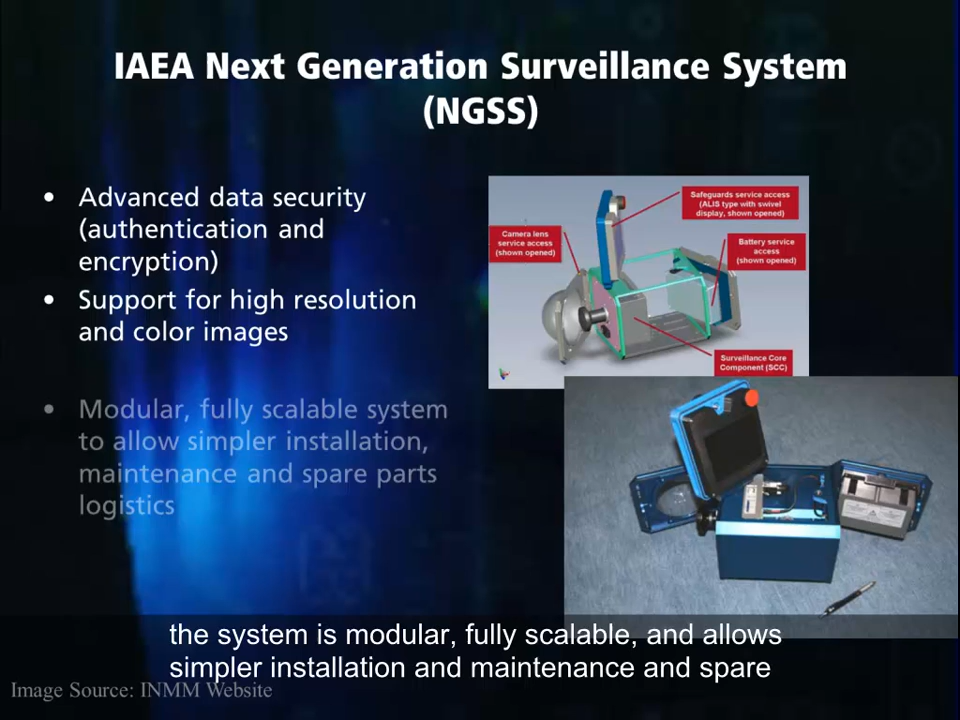 IAEA Next Generation Surveillance System
(NGSS)
• Advanced data security
(authentication and
encryption)
• Support for high resolution
and color images
• Modular, fully scalable system
to allow simpler installation,
maintenance and spare parts
logistics
Safeguards service access
(ALIS type with swivel
display, shown opened)
Camera lens
service access
(shown opened)
Battery service
access
(shown opened)
Surveillance Core
Component (SCC)
the system is modular, fully scalable, and allows
simpler installation and maintenance and spare
Image Source: INMM Website